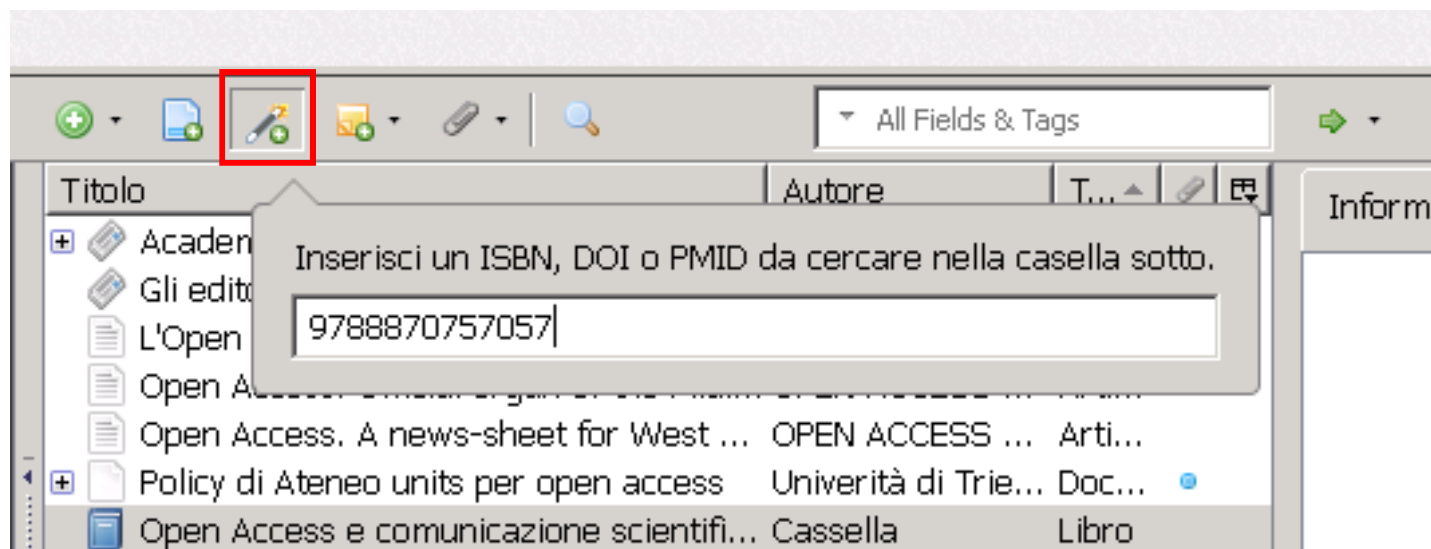 All Fields & Tags
Titolo Autore T... Inform
Inserisci un ISBN, DOI o PMID da cercare nella casella sotto.
9788870757057
Academ
Gli edito
L'Open
Open A
Open Access. A news-sheet for West ... OPEN ACCESS ... Arti...
Policy di Ateneo units per open access Univerità di Trie... Doc...
Open Access e comunicazione scientifi... Cassella Libro